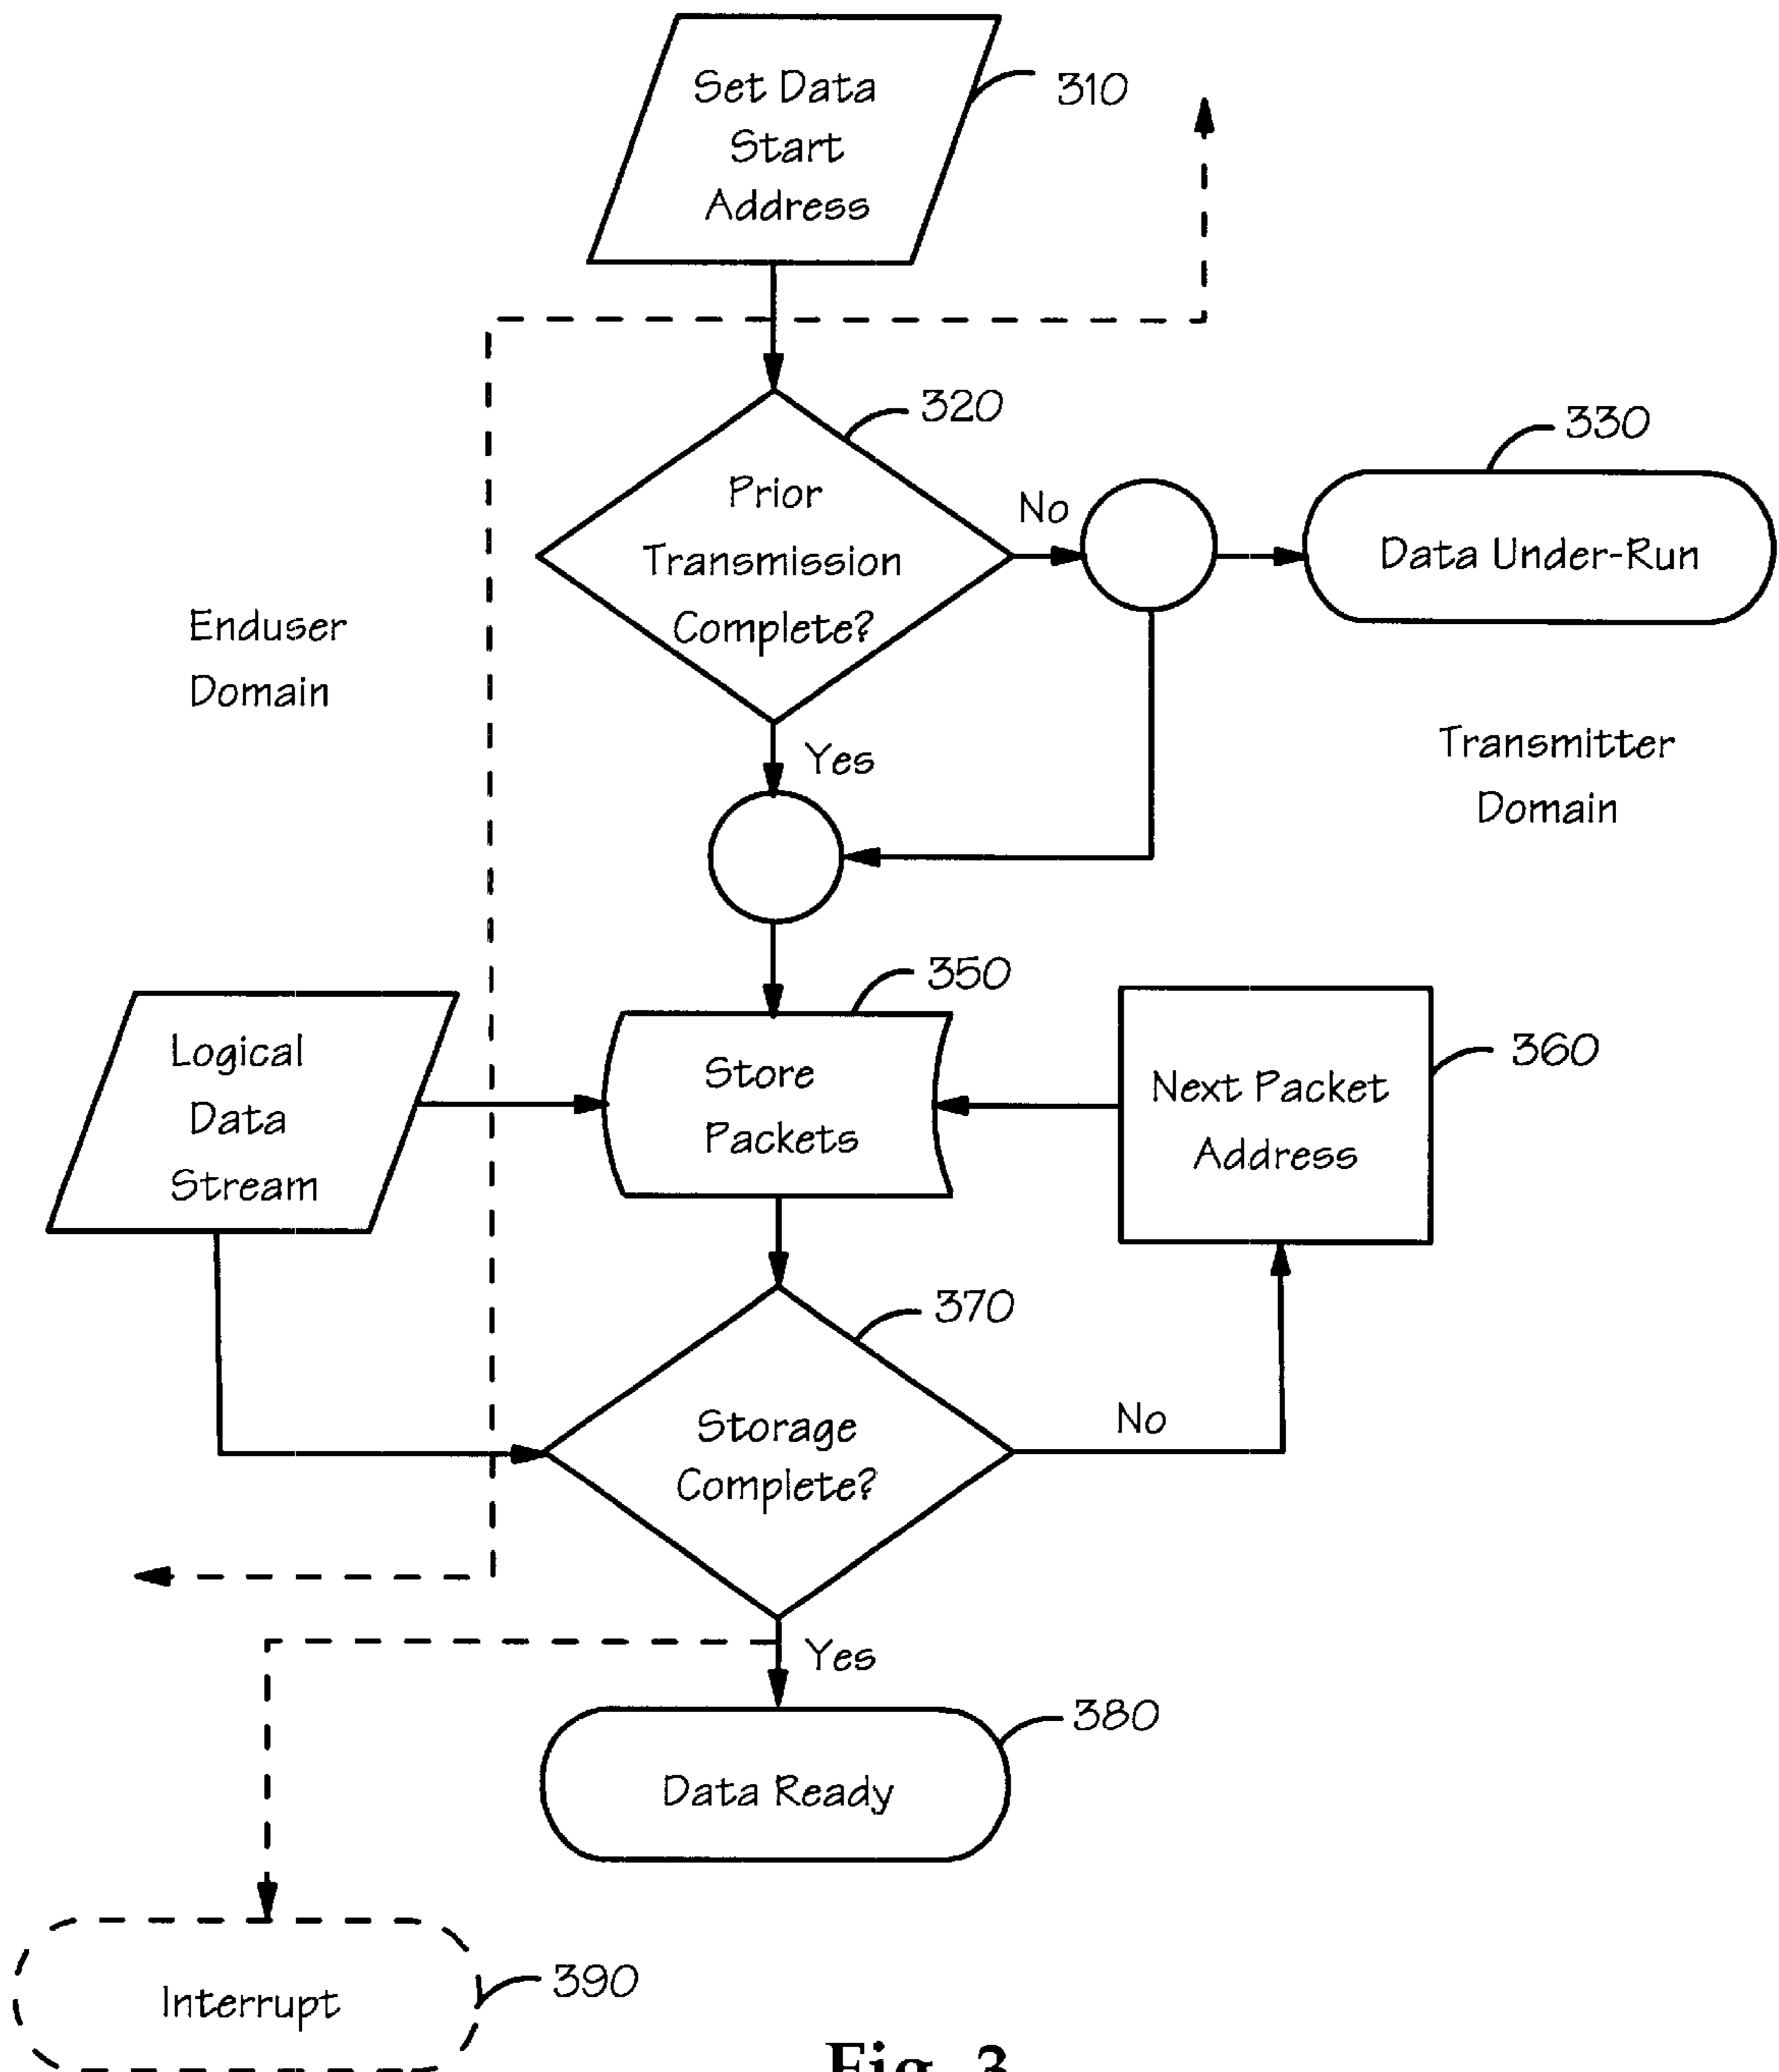 Set Data
Start
Address
310
320
Prior
Transmission
Complete?
No
330
Data Under-Run
Enduser
Domain
Transmitter
Domain
Yes
350
Logical
Data
Stream
Store
Packets
Next Packet
Address
360
370
Storage
Complete?
No
Yes
380
Data Ready
Interrupt
390
Fig. 3